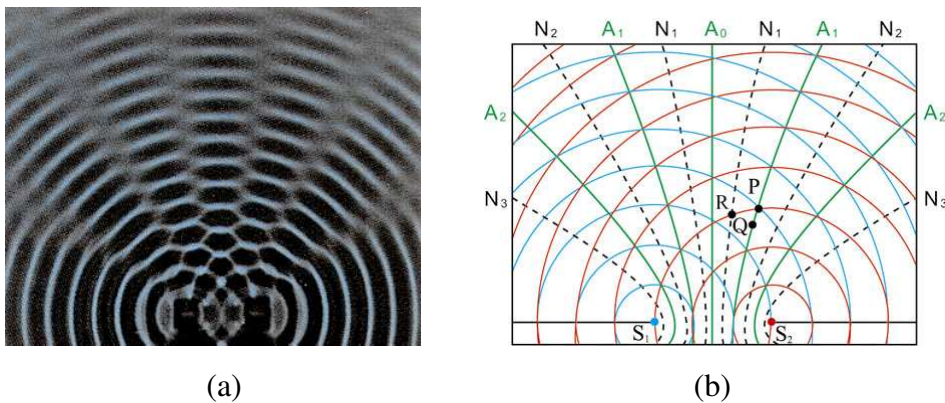 N₂ A₁ N₁ A₀ N₁ A₁ N₂
A₂ A₂
P
N₃ R N₃
Q
S₁ S₂
(a) (b)